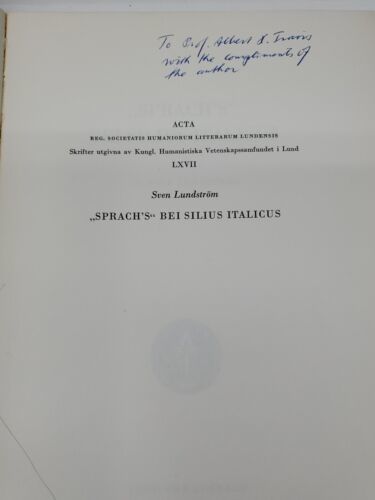 To Prof. Albert H. Travis
with the compliments of
the author
ACTA
REG. SOCIETATIS HUMANIORUM LITTERARUM LUNDENSIS
Skrifter utgivna av Kungl. Humanistiska Vetenskapssamfundet i Lund
LXVII
Sven Lundström
„SPRACH'S“ BEI SILIUS ITALICUS